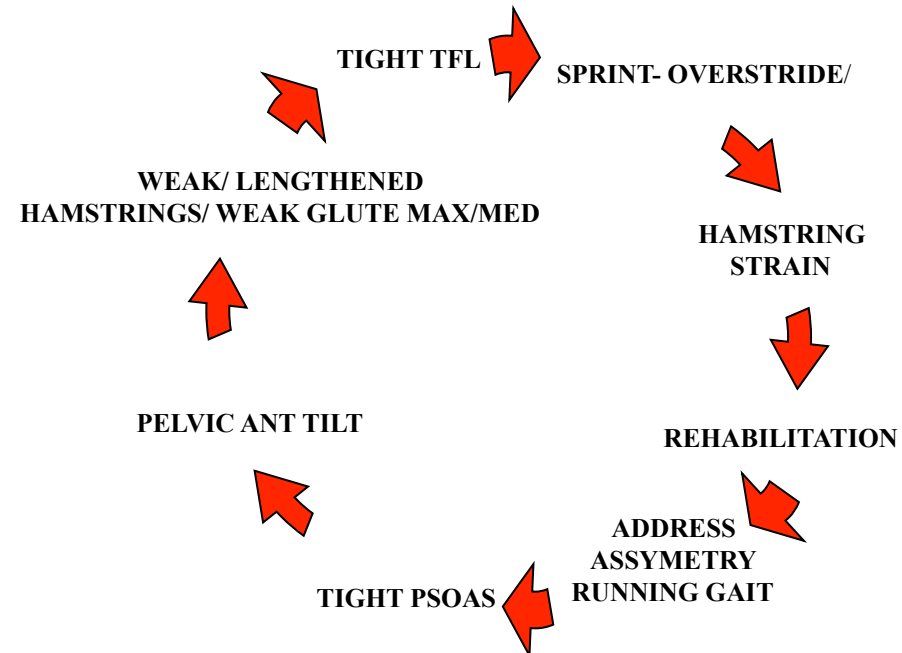 TIGHT TFL
SPRINT- OVERSTRIDE/
HAMSTRING
STRAIN
REHABILITATION
ADDRESS
ASSYMETRY
RUNNING GAIT
TIGHT PSOAS
PELVIC ANT TILT
WEAK/ LENGTHENED
HAMSTRINGS/ WEAK GLUTE MAX/MED